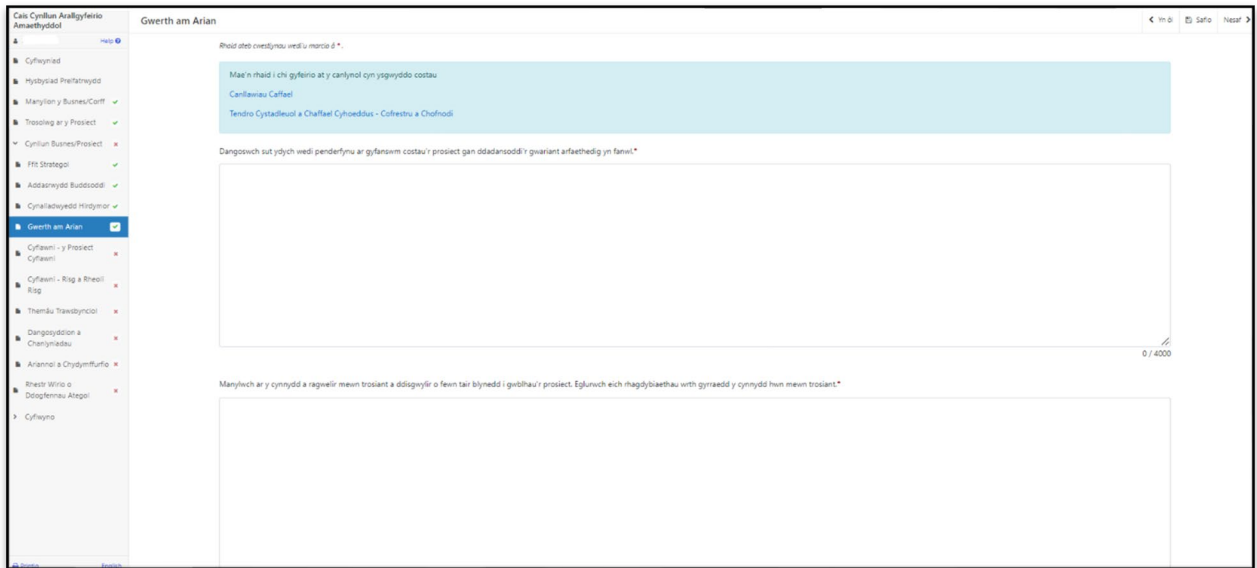 Cais Cynllun Arallgyfeirio
Amaethyddol
Help
Cyflwyniad
Hysbysiad Preifatrwydd
Manylion y Busnes/Corff
Trosolwg ar y Prosiect
Cynllun Busnes/Prosiect
Ffit Strategol
Addasrwydd Buddsoddi
Cynaliadwyedd Hirdymor
Gwerth am Arian
Cyflawni - y Prosiect
Cyflawni
Cyflawni - Risg a Rheoli
Risg
Themâu Trawsbynciol
Dangosyddion a
Chanlyniadau
Ariannol a Chydymffurfio
Rhestr Wirio o
Ddogfennau Ategol
Cyflwyno
Printio English
Gwerth am Arian
Yn ôl Safio Nesaf
Rhaid ateb cwestiynau wedi'u marcio â * .
Mae'n rhaid i chi gyfeirio at y canlynol cyn ysgwyddo costau
Canllawiau Caffael
Tendro Cystadleuol a Chaffael Cyhoeddus - Cofrestru a Chofnodi
Dangoswch sut ydych wedi penderfynu ar gyfanswm costau'r prosiect gan ddadansoddi'r gwariant arfaethedig yn fanwl.*
0 / 4000
Manylwch ar y cynnydd a ragwelir mewn trosiant a ddisgwylir o fewn tair blynedd i gwblhau'r prosiect. Eglurwch eich rhagdybiaethau wrth gyrraedd y cynnydd hwn mewn trosiant.*